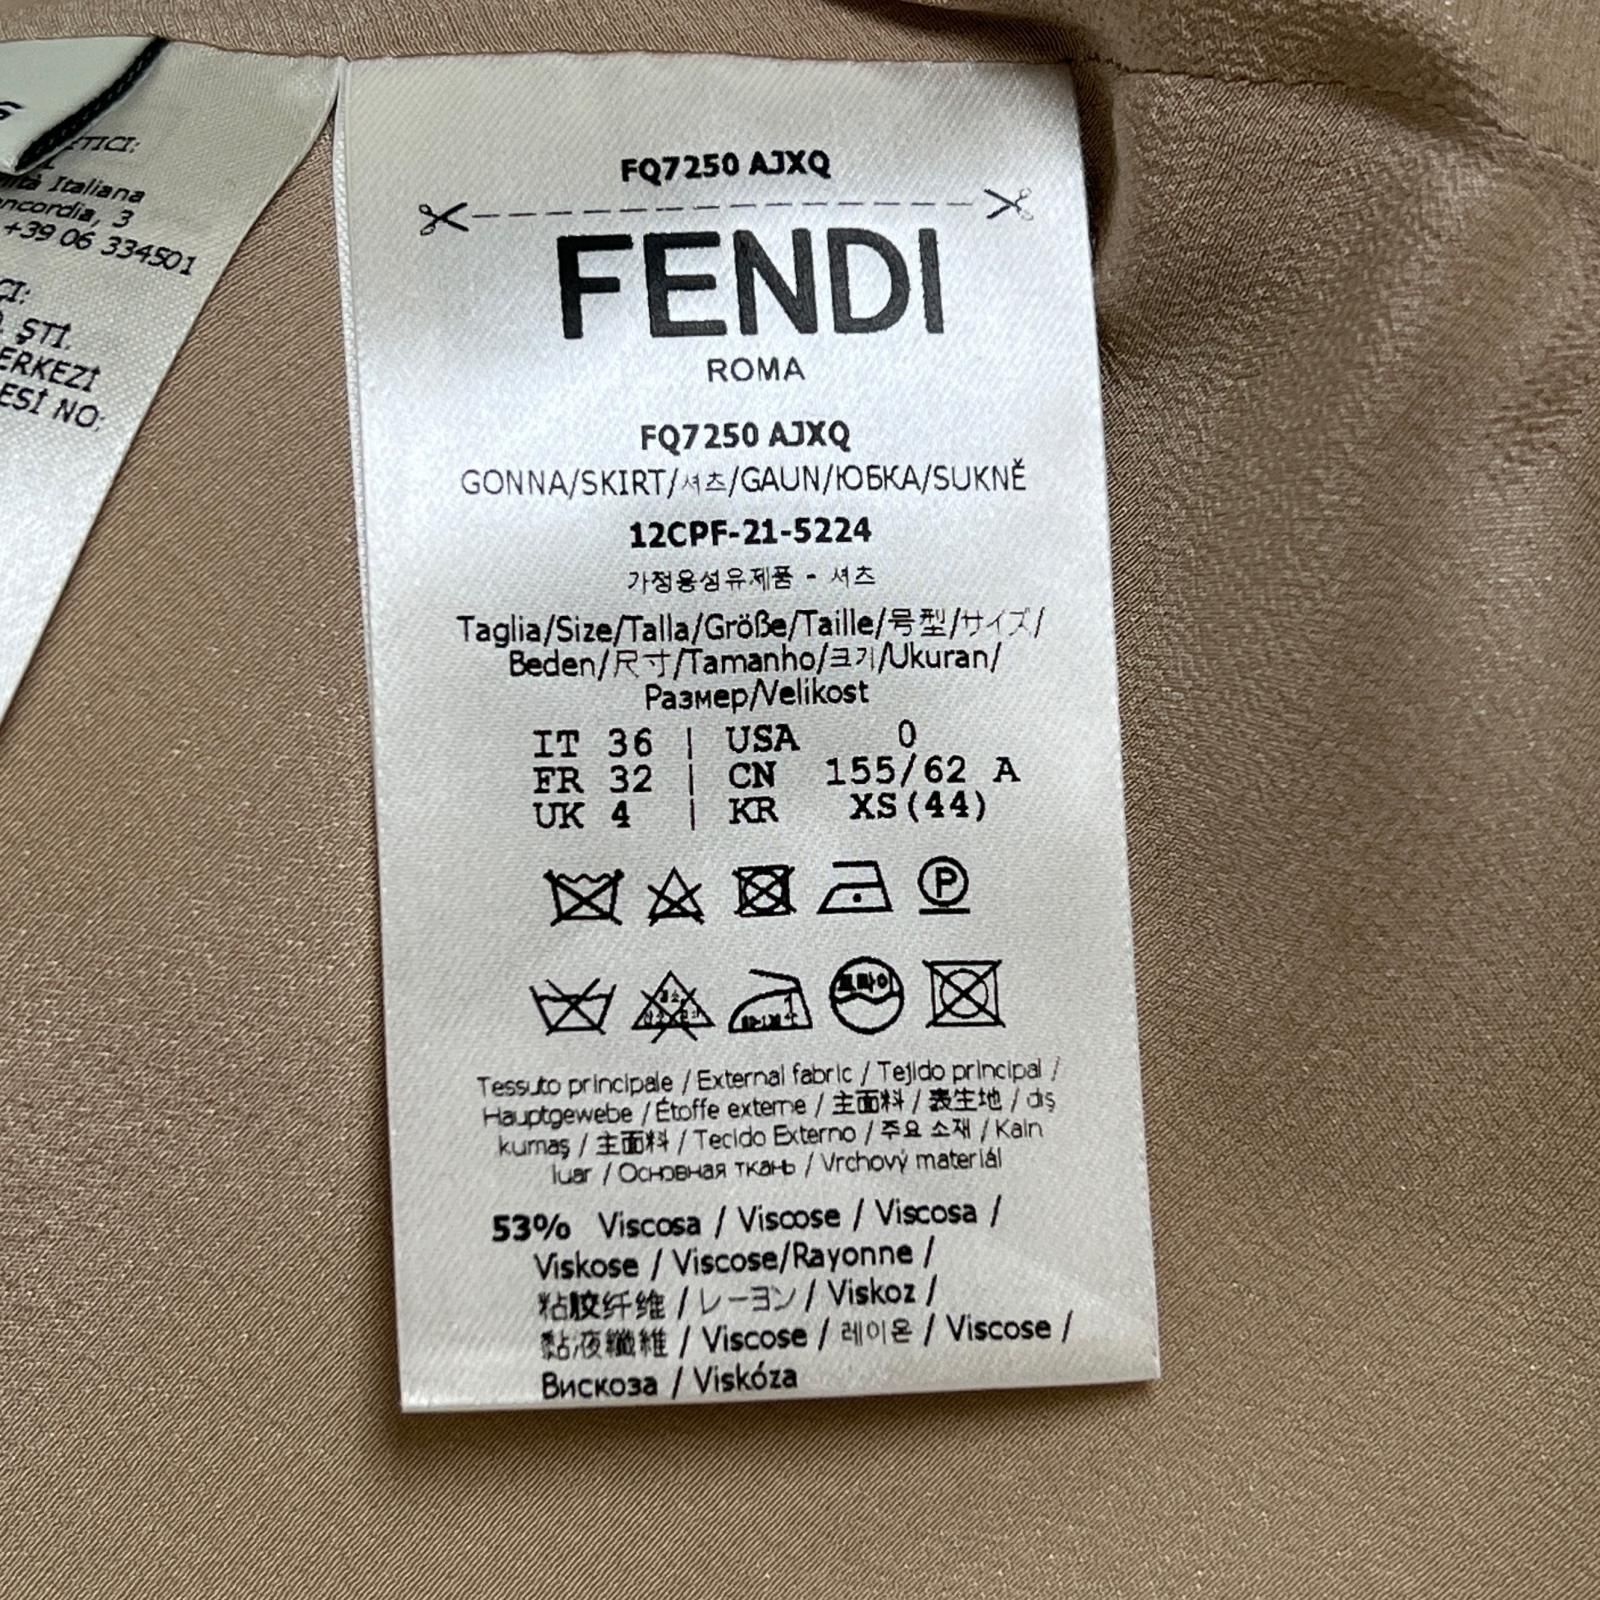 FQ7250 AJXQ
FENDI
ROMA
FQ7250 AJXQ
GONNA/SKIRT/셔츠/GAUN/ЮБКА/SUKNĚ
12CPF-21-5224
가정용섬유제품 - 셔츠
Taglia/Size/Talla/Größe/Taille/号型/サイズ/
Beden/尺寸/Tamanho/크기/Ukuran/
Размер/Velikost
IT 36 | USA 0
FR 32 | CN 155/62 A
UK 4 | KR XS(44)
P
드라이
Tessuto principale / External fabric / Tejido principal /
Hauptgewebe / Étoffe externe / 主面料 / 表生地 / dış
kumaş / 主面料 / Tecido Externo / 주요 소재 / Kain
luar / Основная ткань / Vrchový materiál
53% Viscosa / Viscose / Viscosa /
Viskose / Viscose/Rayonne /
粘胶纤维 / レーヨン / Viskoz /
黏液纖維 / Viscose / 레이온 / Viscose /
Вискоза / Viskóza
Italiana
3
+39 06 334501
ŞTİ.
NO: